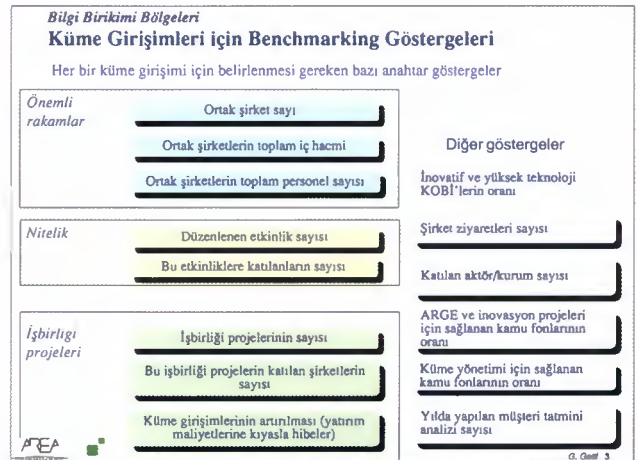 Bilgi Birikimi Bölgeleri
Küme Girişimleri için Benchmarking Göstergeleri
Her bir küme girişimi için belirlenmesi gereken bazı anahtar göstergeler
Önemli
rakamlar
Ortak şirket sayı
Ortak şirketlerin toplam iç hacmi
Ortak şirketlerin toplam personel sayısı
Nitelik
Düzenlenen etkinlik sayısı
Bu etkinliklere katılanların sayısı
İşbirligi
projeleri
İşbirliği projelerinin sayısı
Bu işbirliği projelerin katılan şirketlerin
sayısı
Küme girişimlerinin artırılması (yatırım
maliyetlerine kıyasla hibeler)
Diğer göstergeler
İnovatif ve yüksek teknoloji
KOBİ'lerin oranı
Şirket ziyaretleri sayısı
Katılan aktör/kurum sayısı
ARGE ve inovasyon projeleri
için sağlanan kamu fonlarının
oranı
Küme yönetimi için sağlanan
kamu fonlarının oranı
Yılda yapılan müşteri tatmini
analizi sayısı
AREA
G. 3